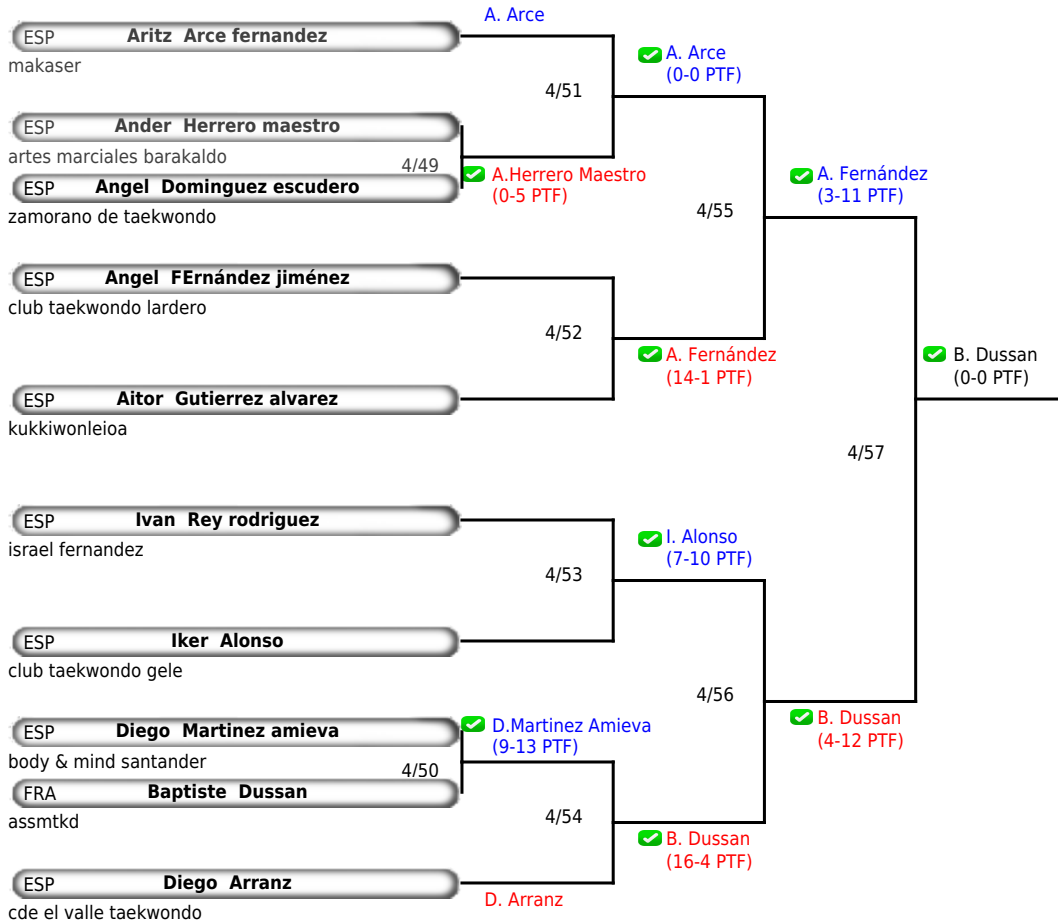 A. Arce
ESP Aritz Arce fernandez
makaser
A. Arce
(0-0 PTF)
4/51
ESP Ander Herrero maestro
artes marciales barakaldo
4/49
A.Herrero Maestro
(0-5 PTF)
ESP Angel Dominguez escudero
zamorano de taekwondo
A. Fernández
(3-11 PTF)
4/55
ESP Angel FErnández jiménez
club taekwondo lardero
4/52
A. Fernández
(14-1 PTF)
B. Dussan
(0-0 PTF)
ESP Aitor Gutierrez alvarez
kukkiwonleioa
4/57
ESP Ivan Rey rodriguez
israel fernandez
I. Alonso
(7-10 PTF)
4/53
ESP Iker Alonso
club taekwondo gele
4/56
B. Dussan
(4-12 PTF)
ESP Diego Martinez amieva
body & mind santander
D.Martinez Amieva
(9-13 PTF)
4/50
FRA Baptiste Dussan
assmtkd
4/54
B. Dussan
(16-4 PTF)
ESP Diego Arranz
cde el valle taekwondo
D. Arranz